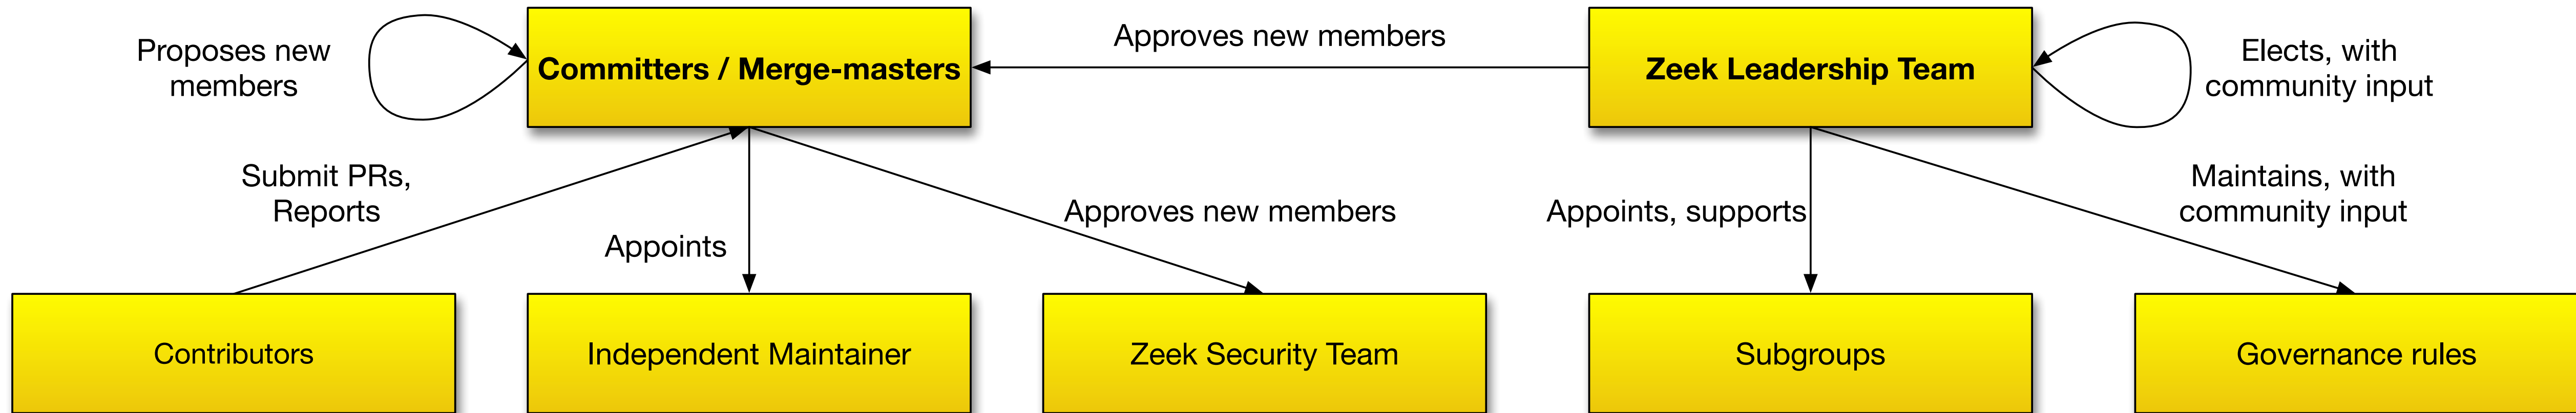 Proposes new
members
Committers / Merge-masters
Approves new members
Zeek Leadership Team
Elects, with
community input
Submit PRs,
Reports
Appoints
Approves new members
Appoints, supports
Maintains, with
community input
Contributors
Independent Maintainer
Zeek Security Team
Subgroups
Governance rules